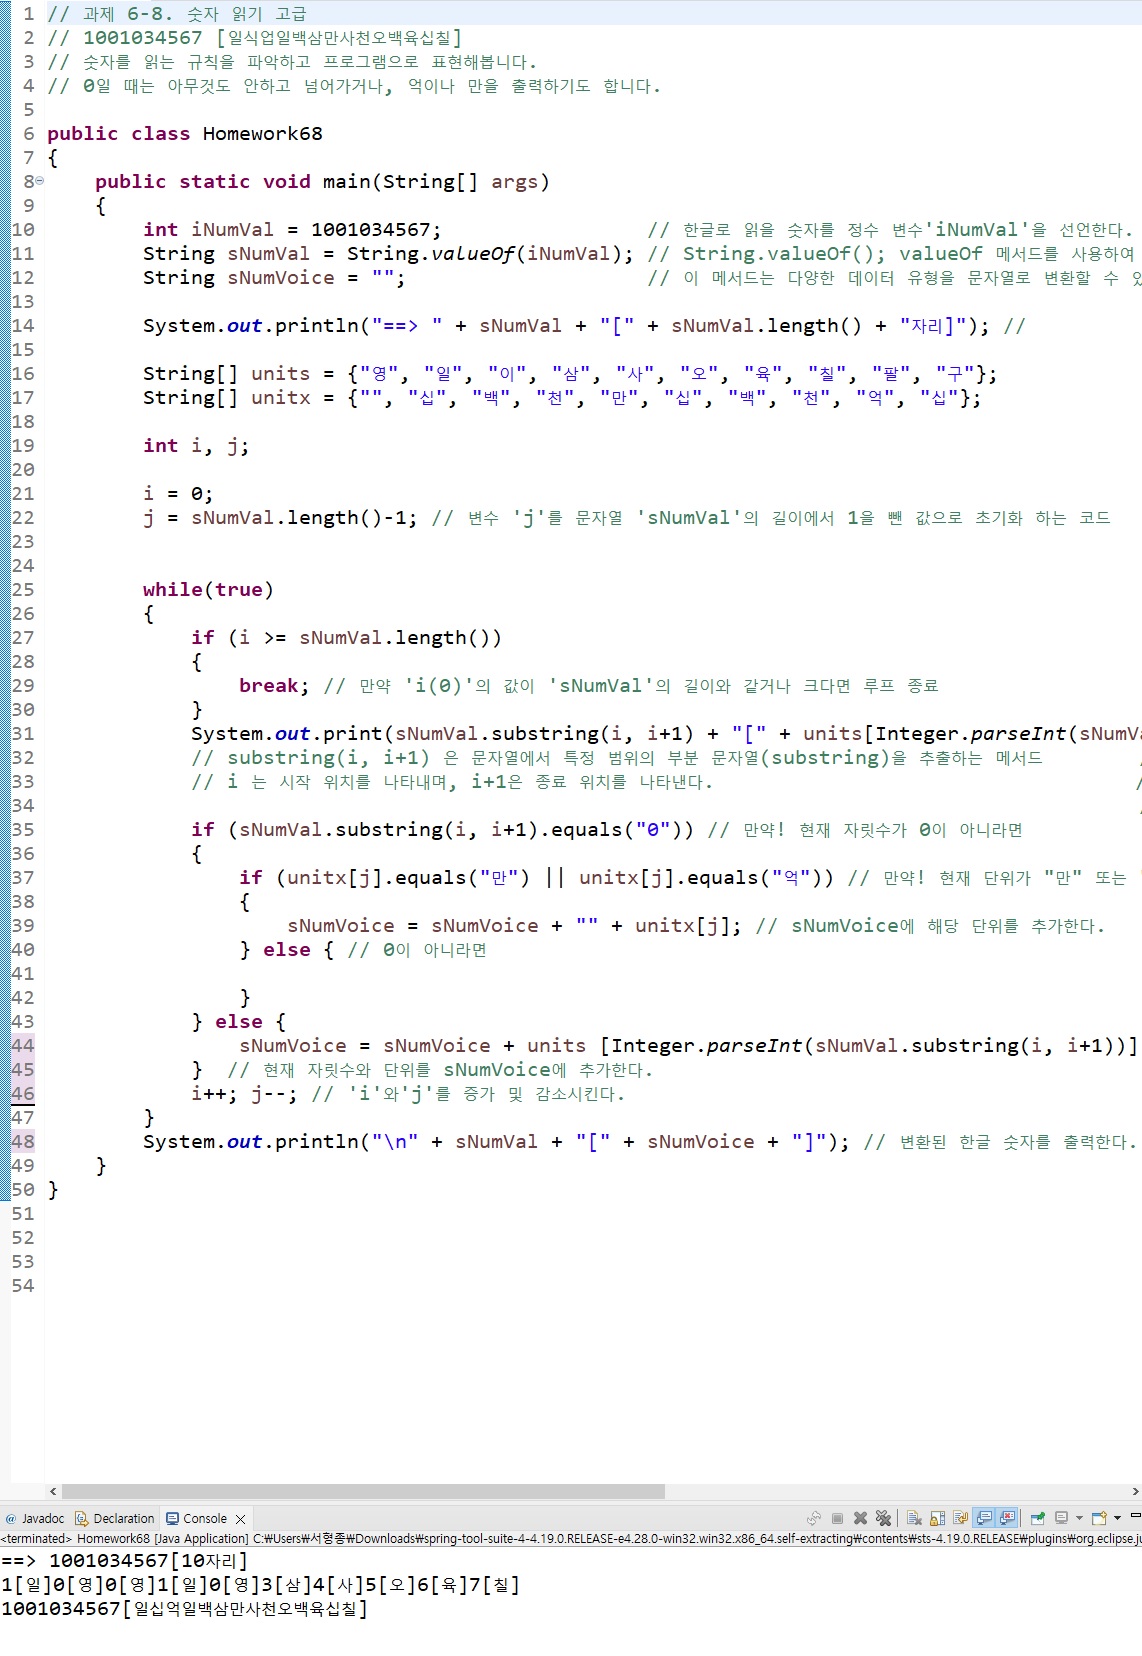 1 // 과제 6-8. 숫자 읽기 고급
2 // 1001034567 [일식업일백삼만사천오백육십칠]
3 // 숫자를 읽는 규칙을 파악하고 프로그램으로 표현해봅니다.
4 // 0일 때는 아무것도 안하고 넘어가거나, 억이나 만을 출력하기도 합니다.
5
6 public class Homework68
7 {
8 public static void main(String[] args)
9 {
10 int iNumVal = 1001034567; // 한글로 읽을 숫자를 정수 변수'iNumVal'을 선언한다.
11 String sNumVal = String.valueOf(iNumVal); // String.valueOf(); valueOf 메서드를 사용하여
12 String sNumVoice = ""; // 이 메서드는 다양한 데이터 유형을 문자열로 변환할 수
13
14 System.out.println("==> " + sNumVal + "[" + sNumVal.length() + "자리]"); //
15
16 String[] units = {"영", "일", "이", "삼", "사", "오", "육", "칠", "팔", "구"};
17 String[] unitx = {"", "십", "백", "천", "만", "십", "백", "천", "억", "십"};
18
19 int i, j;
20
21 i = 0;
22 j = sNumVal.length()-1; // 변수 'j'를 문자열 'sNumVal'의 길이에서 1을 뺀 값으로 초기화 하는 코드
23
24
25 while(true)
26 {
27 if (i >= sNumVal.length())
28 {
29 break; // 만약 'i(0)'의 값이 'sNumVal'의 길이와 같거나 크다면 루프 종료
30 }
31 System.out.print(sNumVal.substring(i, i+1) + "[" + units[Integer.parseInt(sNumVa
32 // substring(i, i+1) 은 문자열에서 특정 범위의 부분 문자열(substring)을 추출하는 메서드
33 // i 는 시작 위치를 나타내며, i+1은 종료 위치를 나타낸다.
34
35 if (sNumVal.substring(i, i+1).equals("0")) // 만약! 현재 자릿수가 0이 아니라면
36 {
37 if (unitx[j].equals("만") || unitx[j].equals("억")) // 만약! 현재 단위가 "만" 또는 "
38 {
39 sNumVoice = sNumVoice + "" + unitx[j]; // sNumVoice에 해당 단위를 추가한다.
40 } else { // 0이 아니라면
41
42 }
43 } else {
44 sNumVoice = sNumVoice + units [Integer.parseInt(sNumVal.substring(i, i+1))]
45 } // 현재 자릿수와 단위를 sNumVoice에 추가한다.
46 i++; j--; // 'i'와'j'를 증가 및 감소시킨다.
47 }
48 System.out.println("\n" + sNumVal + "[" + sNumVoice + "]"); // 변환된 한글 숫자를 출력한다.
49 }
50 }
51
52
53
54
@ Javadoc Declaration Console
<terminated> Homework68 [Java Application] C:₩Users₩서형종₩Downloads₩spring-tool-suite-4-4.19.0.RELEASE-e4.28.0-win32.win32.x86_64.self-extracting₩contents₩sts-4.19.0.RELEASE₩plugins₩org.eclipse.ju
==> 1001034567[10자리]
1[일]0[영]0[영]1[일]0[영]3[삼]4[사]5[오]6[육]7[칠]
1001034567[일십억일백삼만사천오백육십칠]